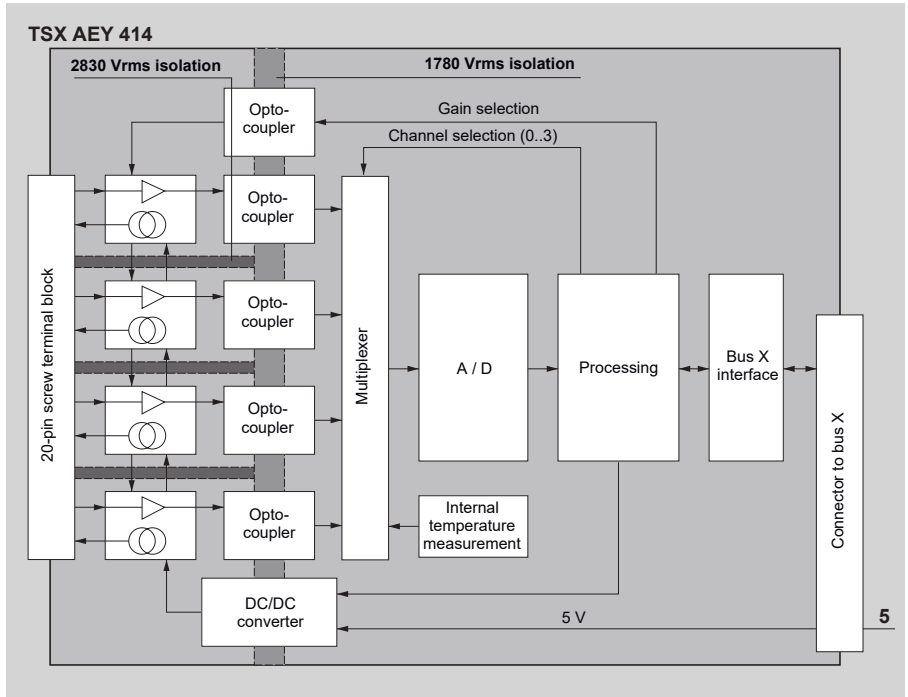 TSX AEY 414
2830 Vrms isolation
1780 Vrms isolation
Opto-
coupler
Gain selection
Channel selection (0..3)
20-pin screw terminal block
Opto-
coupler
Opto-
coupler
Opto-
coupler
Opto-
coupler
Multiplexer
A / D
Processing
Bus X
interface
Connector to bus X
Internal
temperature
measurement
DC/DC
converter
5 V
5